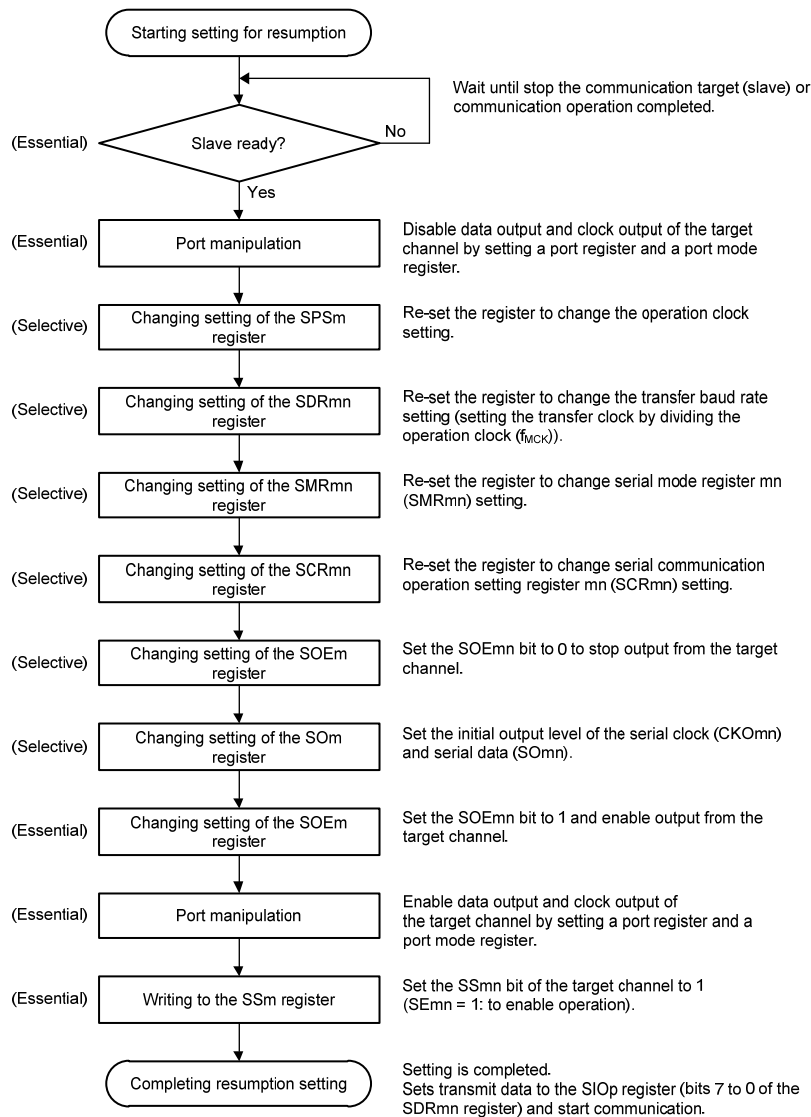 Starting setting for resumption
Wait until stop the communication target (slave) or
communication operation completed.
(Essential)
Slave ready?
No
Yes
(Essential)
Port manipulation
Disable data output and clock output of the target
channel by setting a port register and a port mode
register.
(Selective)
Changing setting of the SPSm
register
Re-set the register to change the operation clock
setting.
(Selective)
Changing setting of the SDRmn
register
Re-set the register to change the transfer baud rate
setting (setting the transfer clock by dividing the
operation clock (fMCK)).
(Selective)
Changing setting of the SMRmn
register
Re-set the register to change serial mode register mn
(SMRmn) setting.
(Selective)
Changing setting of the SCRmn
register
Re-set the register to change serial communication
operation setting register mn (SCRmn) setting.
(Selective)
Changing setting of the SOEm
register
Set the SOEmn bit to 0 to stop output from the target
channel.
(Selective)
Changing setting of the SOm
register
Set the initial output level of the serial clock (CKOmn)
and serial data (SOmn).
(Essential)
Changing setting of the SOEm
register
Set the SOEmn bit to 1 and enable output from the
target channel.
(Essential)
Port manipulation
Enable data output and clock output of
the target channel by setting a port register and a
port mode register.
(Essential)
Writing to the SSm register
Set the SSmn bit of the target channel to 1
(SEmn = 1: to enable operation).
Completing resumption setting
Setting is completed.
Sets transmit data to the SIOp register (bits 7 to 0 of the
SDRmn register) and start communication.